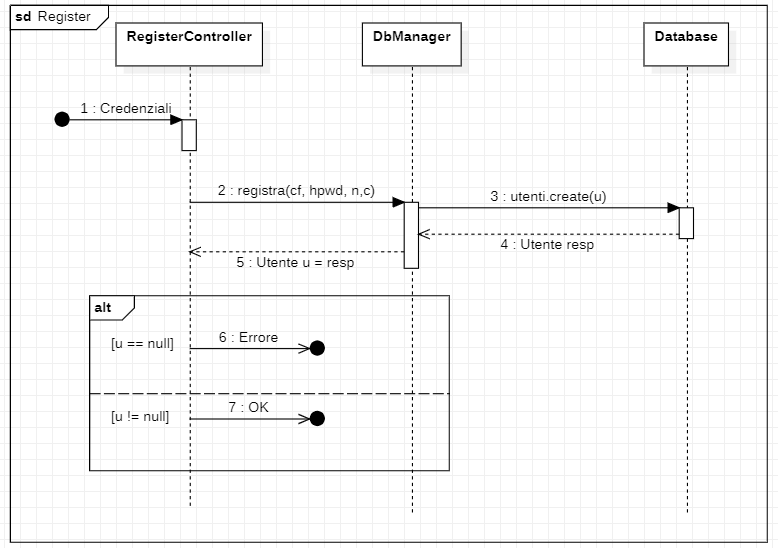 sd Register
RegisterController
DbManager
Database
1 : Credenziali
2 : registra(cf, hpwd, n,c)
3 : utenti.create(u)
4 : Utente resp
5 : Utente u = resp
alt
[u == null]
6 : Errore
[u != null]
7 : OK